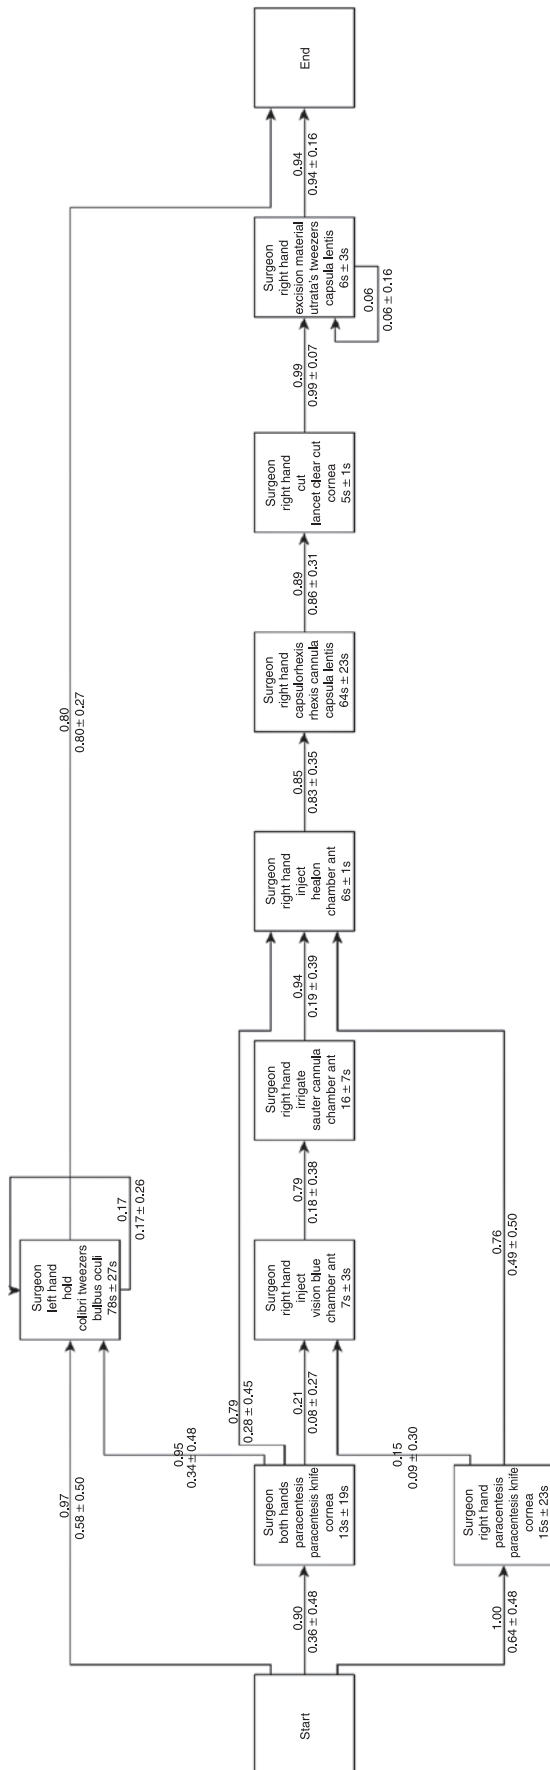 Start
0.97
0.58 ± 0.50
0.90
0.36 ± 0.48
1.00
0.64 ± 0.48
Surgeon
both hands
paracentesis
paracentesis knife
cornea
13s ± 19s
Surgeon
right hand
paracentesis
paracentesis knife
cornea
15s ± 23s
0.95
0.34 ± 0.48
0.79
0.28 ± 0.45
0.21
0.08 ± 0.27
0.15
0.09 ± 0.30
0.76
0.49 ± 0.50
Surgeon
left hand
hold
colibri tweezers
bulbus oculi
78s ± 27s
0.17
0.17 ± 0.26
0.80
0.80 ± 0.27
Surgeon
right hand
inject
vision blue
chamber ant
7s ± 3s
0.79
0.18 ± 0.38
Surgeon
right hand
irrigate
sauter cannula
chamber ant
16 ± 7s
0.94
0.19 ± 0.39
Surgeon
right hand
inject
healon
chamber ant
6s ± 1s
0.85
0.83 ± 0.35
Surgeon
right hand
capsulorhexis
rhexis cannula
capsula lentis
64s ± 23s
0.89
0.86 ± 0.31
Surgeon
right hand
cut
lancet clear cut
cornea
5s ± 1s
0.99
0.99 ± 0.07
Surgeon
right hand
excision material
utrata's tweezers
capsula lentis
6s ± 3s
0.06
0.06 ± 0.16
0.94
0.94 ± 0.16
End